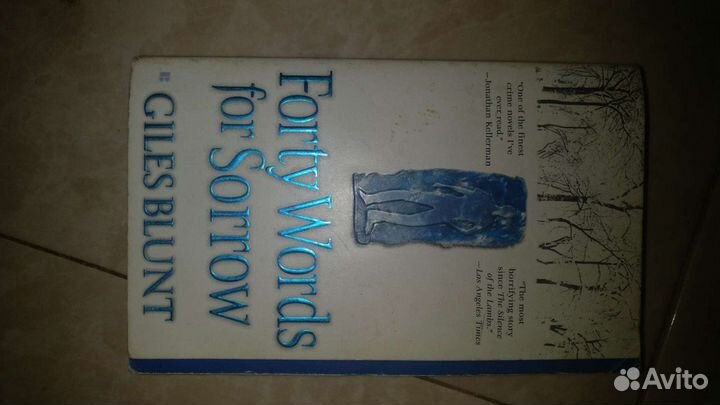 "One of the finest
crime novels I've
ever read."
—Jonathan Kellerman
"The most
horrifying story
since The Silence
of the Lambs."
—Los Angeles Times
Forty Words
for Sorrow
GILES BLUNT
Avito